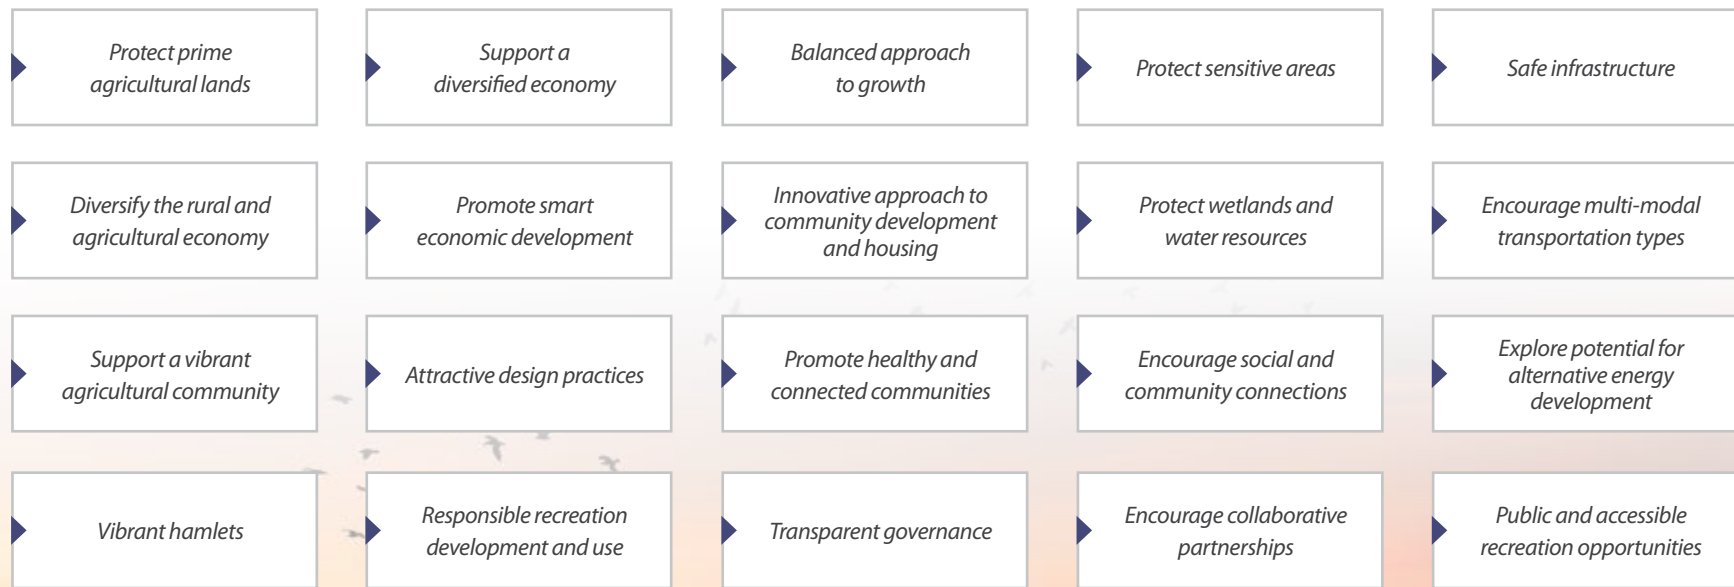 Protect prime
agricultural lands
Support a
diversified economy
Balanced approach
to growth
Protect sensitive areas
Safe infrastructure
Diversify the rural and
agricultural economy
Promote smart
economic development
Innovative approach to
community development
and housing
Protect wetlands and
water resources
Encourage multi-modal
transportation types
Support a vibrant
agricultural community
Attractive design practices
Promote healthy and
connected communities
Encourage social and
community connections
Explore potential for
alternative energy
development
Vibrant hamlets
Responsible recreation
development and use
Transparent governance
Encourage collaborative
partnerships
Public and accessible
recreation opportunities